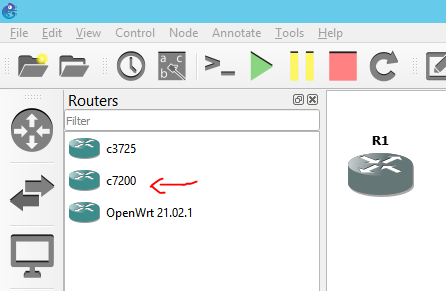 File Edit View Control Node Annotate Tools Help
a b
c
>_
Routers
Filter
R1
c3725
c7200
OpenWrt 21.02.1